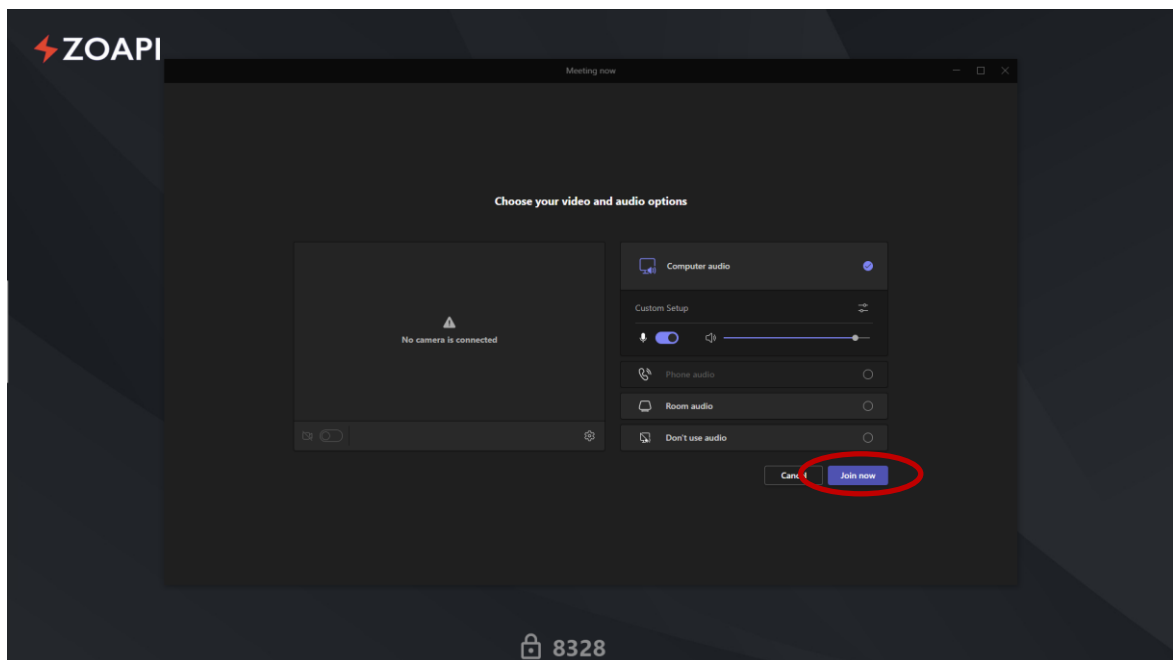 ZOAPI
Meeting now
Choose your video and audio options
No camera is connected
Computer audio
Custom Setup
Phone audio
Room audio
Don't use audio
Cancel
Join now
8328